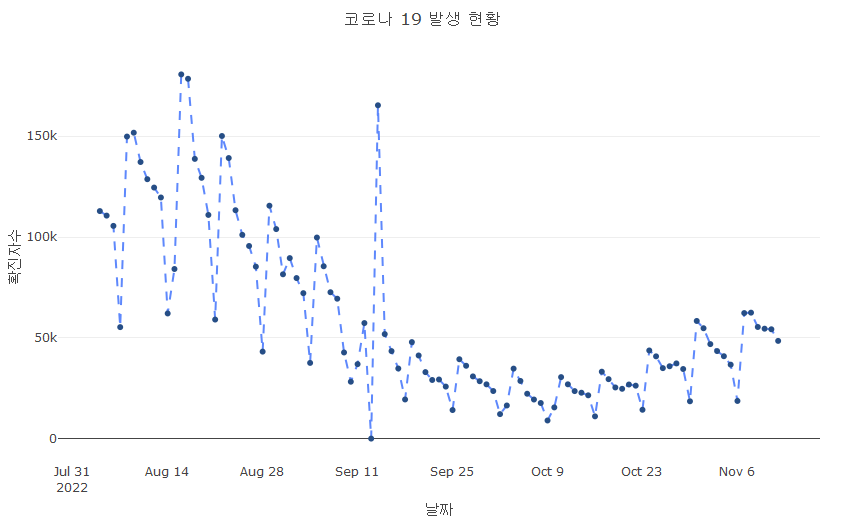 코로나 19 발생 현황
150k
100k
50k
0
확진자수
Jul 31
2022
Aug 14
Aug 28
Sep 11
Sep 25
Oct 9
Oct 23
Nov 6
날짜